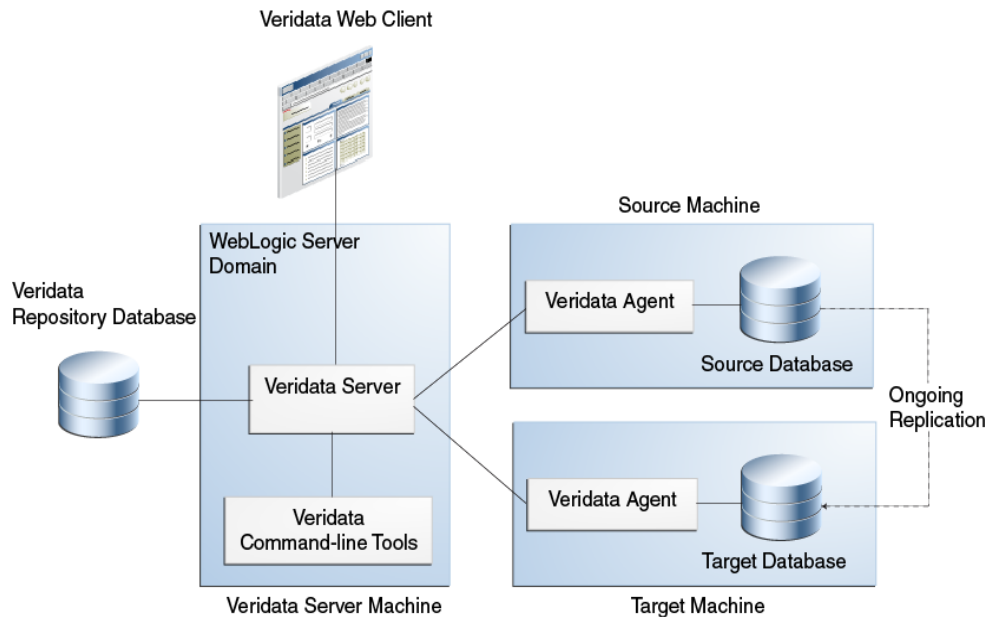 Veridata Web Client
Source Machine
WebLogic Server
Domain
Veridata
Repository Database
Veridata Agent
Source Database
Veridata Server
Ongoing
Replication
Veridata Agent
Veridata
Command-line Tools
Target Database
Veridata Server Machine
Target Machine